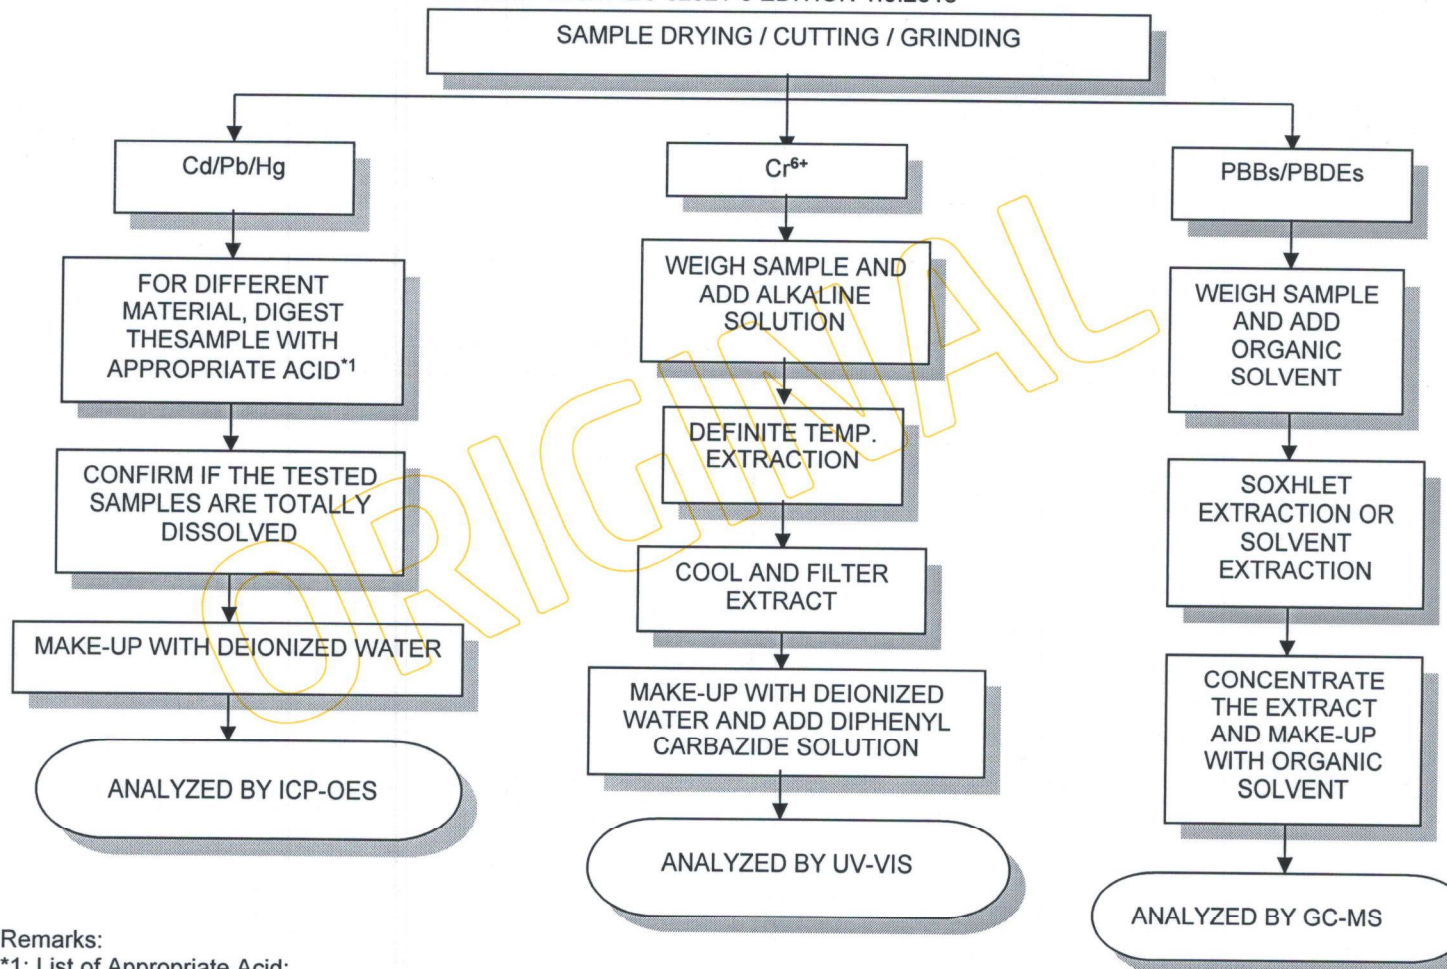 SAMPLE DRYING / CUTTING / GRINDING
Cd/Pb/Hg
FOR DIFFERENT
MATERIAL, DIGEST
THESAMPLE WITH
APPROPRIATE ACID*1
CONFIRM IF THE TESTED
SAMPLES ARE TOTALLY
DISSOLVED
MAKE-UP WITH DEIONIZED WATER
ANALYZED BY ICP-OES
Cr6+
WEIGH SAMPLE AND
ADD ALKALINE
SOLUTION
DEFINITE TEMP.
EXTRACTION
COOL AND FILTER
EXTRACT
MAKE-UP WITH DEIONIZED
WATER AND ADD DIPHENYL
CARBAZIDE SOLUTION
ANALYZED BY UV-VIS
PBBs/PBDEs
WEIGH SAMPLE
AND ADD
ORGANIC
SOLVENT
SOXHLET
EXTRACTION OR
SOLVENT
EXTRACTION
CONCENTRATE
THE EXTRACT
AND MAKE-UP
WITH ORGANIC
SOLVENT
ANALYZED BY GC-MS
ORIGINAL
Remarks:
*1: List of Appropriate Acid: